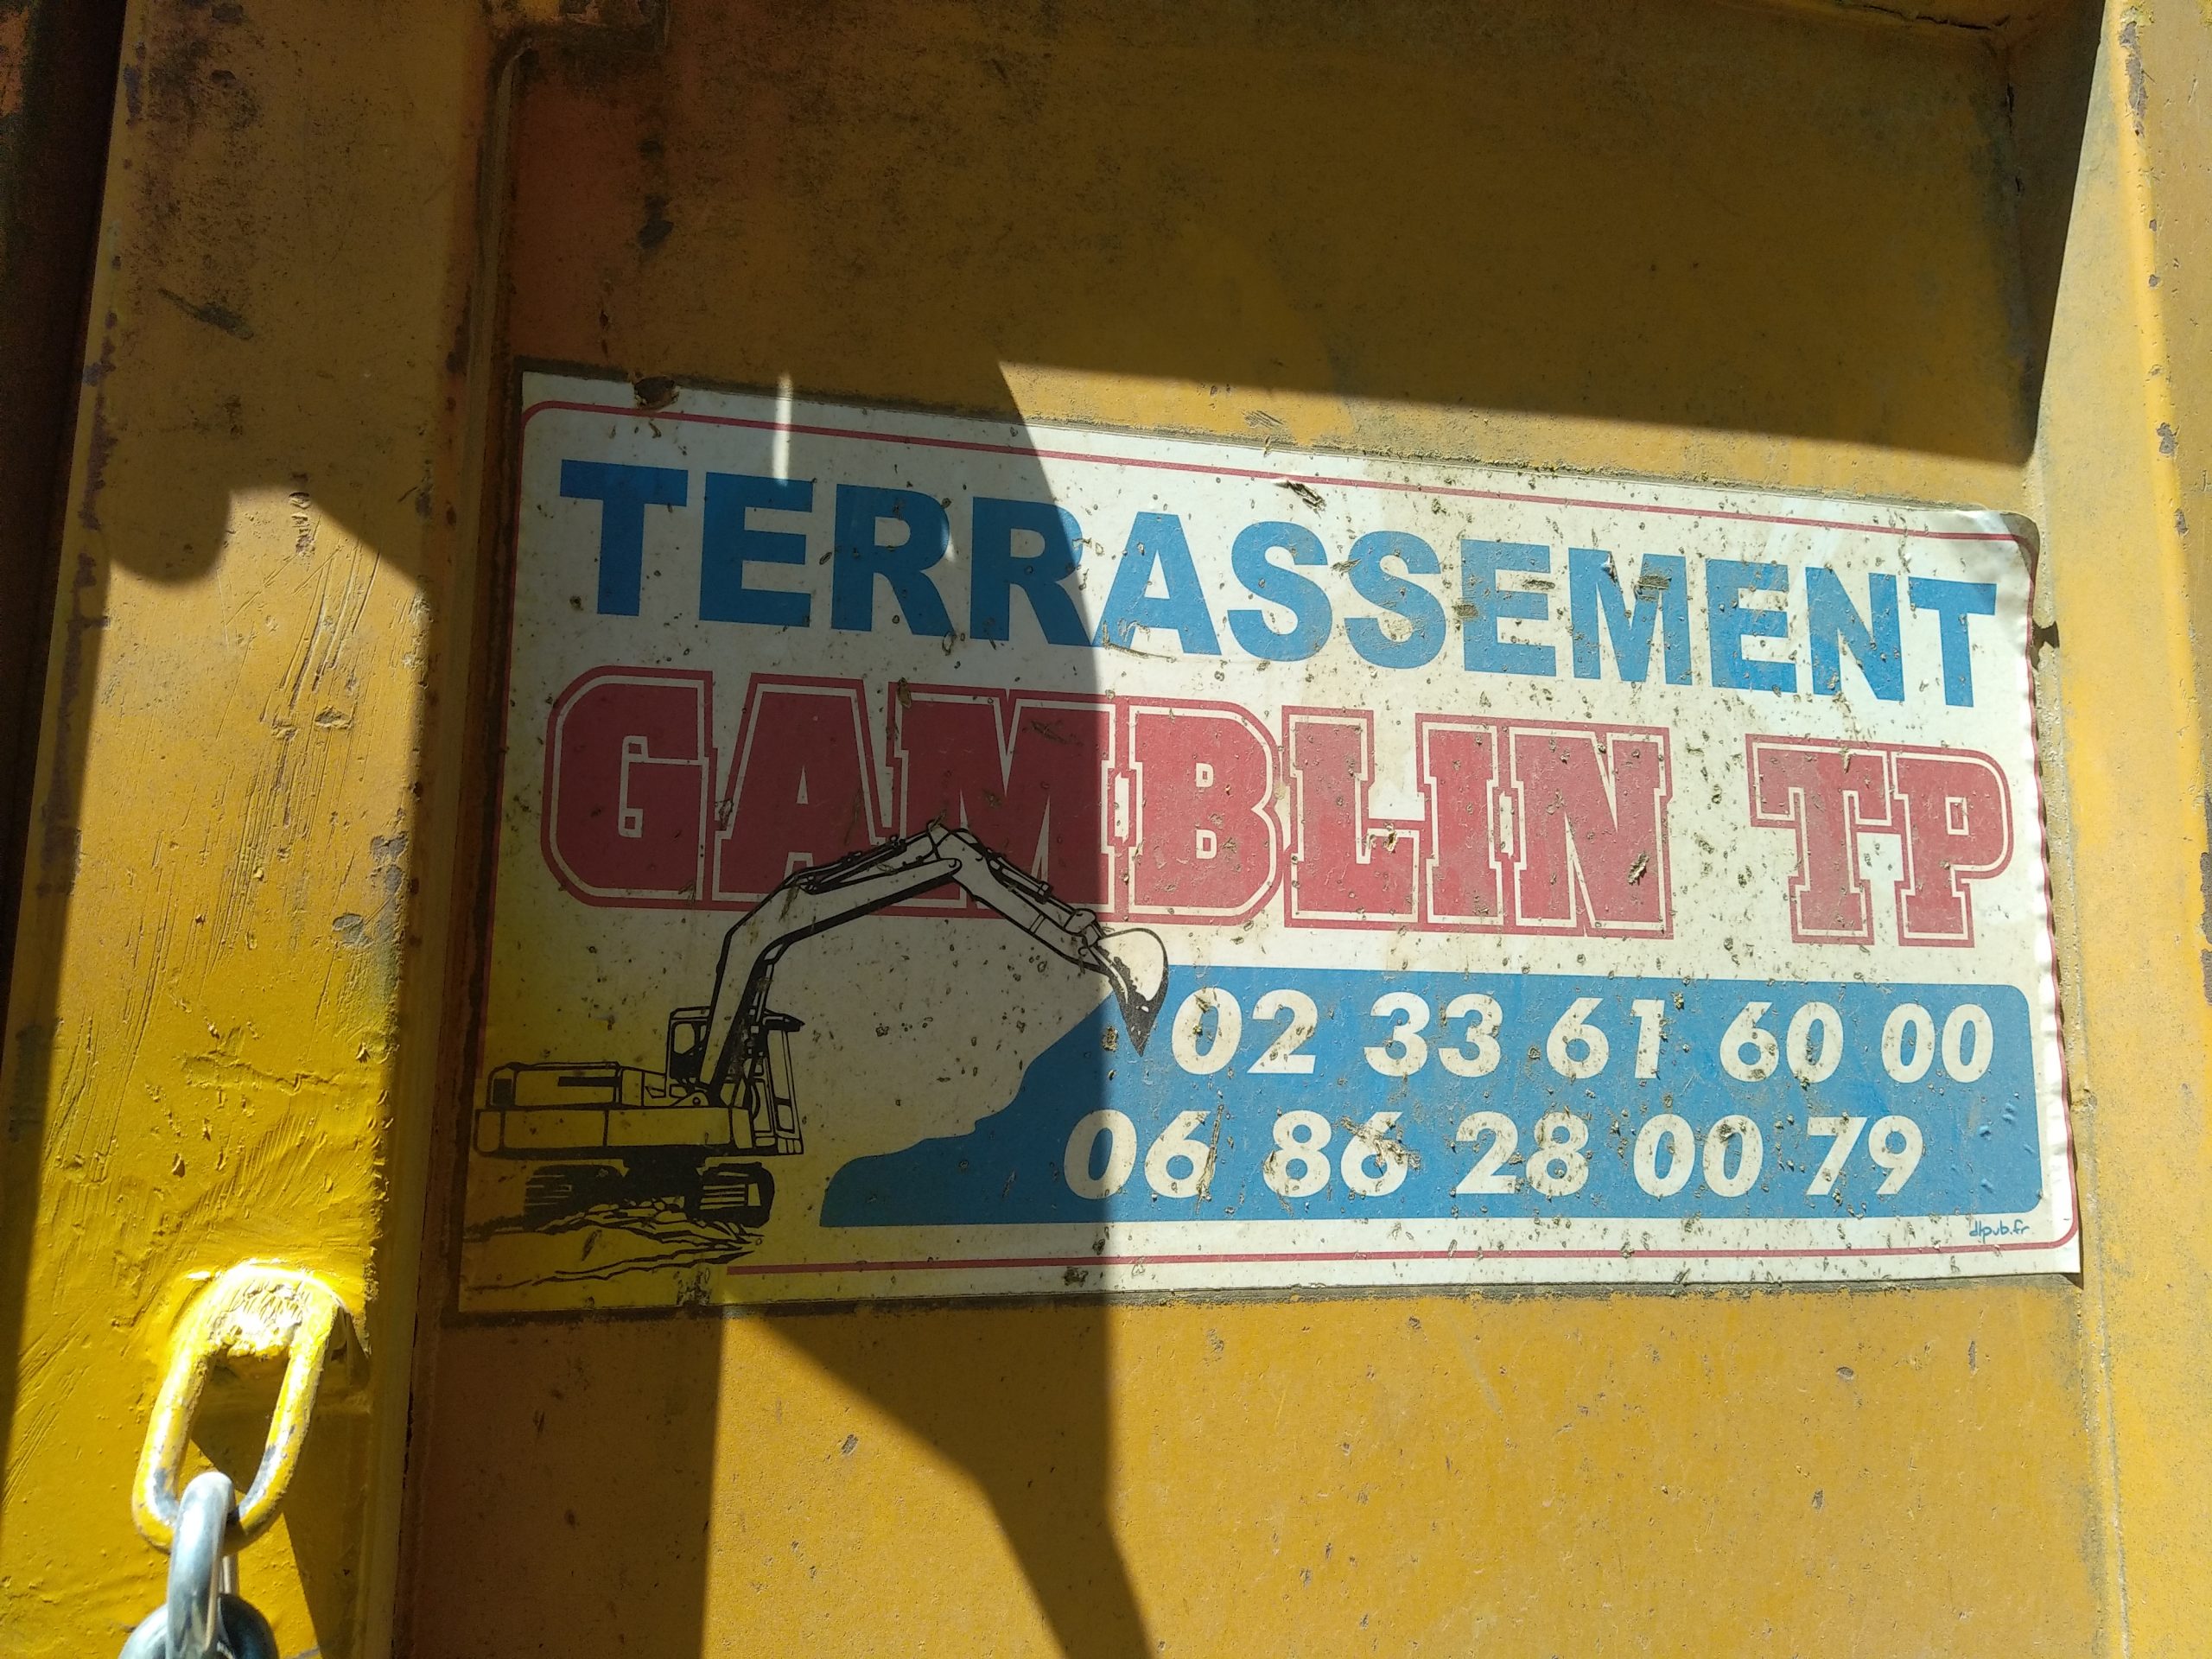 TERRASSEMENT
GAMBLIN TP
02 33 61 60 00
06 86 28 00 79
dlpub.fr